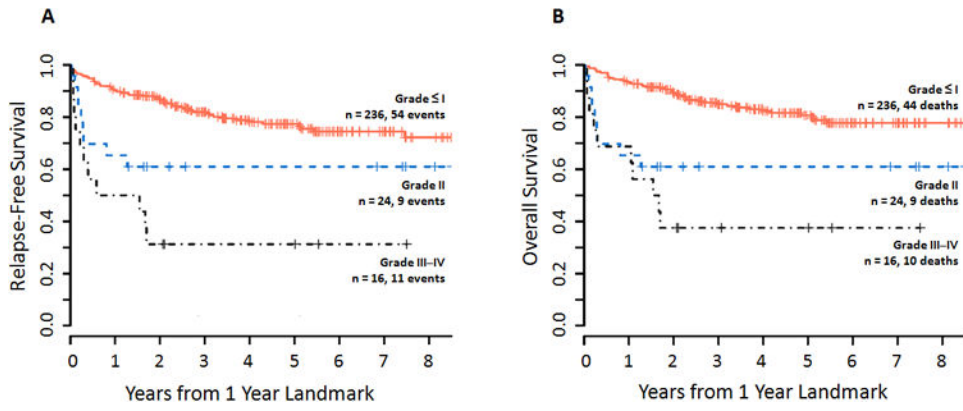 A
Relapse-Free Survival
1.0
0.8
0.6
0.4
0.2
0.0
Grade ≤ I
n = 236, 54 events
Grade II
n = 24, 9 events
Grade III–IV
n = 16, 11 events
0 1 2 3 4 5 6 7 8
Years from 1 Year Landmark
B
Overall Survival
1.0
0.8
0.6
0.4
0.2
0.0
Grade ≤ I
n = 236, 44 deaths
Grade II
n = 24, 9 deaths
Grade III–IV
n = 16, 10 deaths
0 1 2 3 4 5 6 7 8
Years from 1 Year Landmark